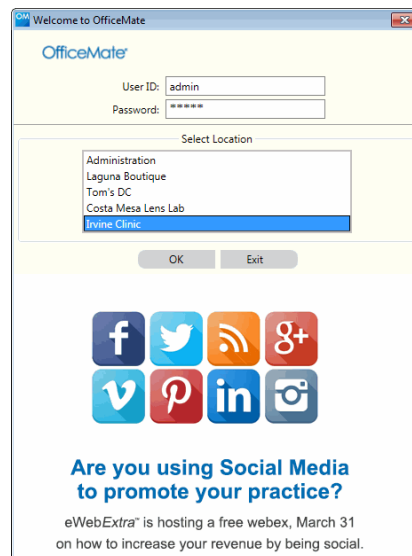 OM Welcome to OfficeMate
OfficeMate
User ID: admin
Password: *****
Select Location
Administration
Laguna Boutique
Tom's DC
Costa Mesa Lens Lab
Irvine Clinic
OK Exit
f g+
v p in
Are you using Social Media
to promote your practice?
eWebExtra™ is hosting a free webex, March 31
on how to increase your revenue by being social.